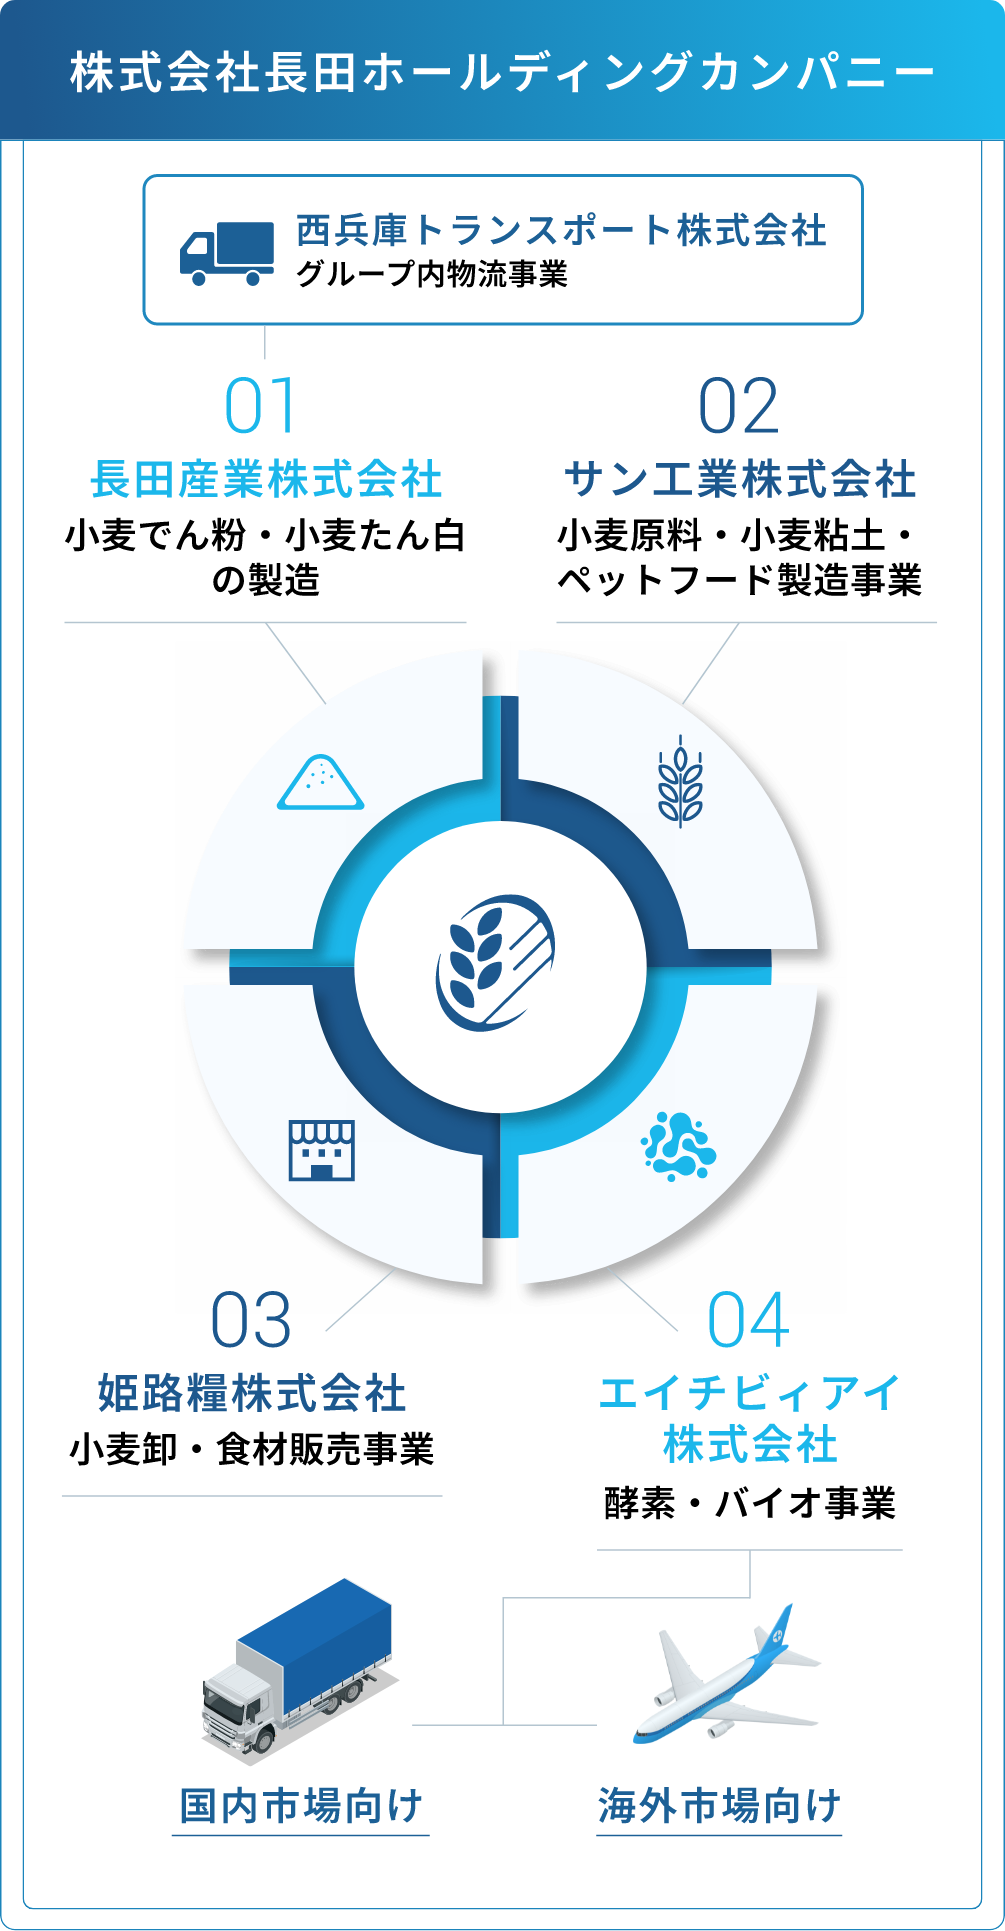 株式会社長田ホールディングカンパニー
西兵庫トランスポート株式会社
グループ内物流事業
01
長田産業株式会社
小麦でん粉・小麦たん白
の製造
02
サン工業株式会社
小麦原料・小麦粘土・
ペットフード製造事業
03
姫路糧株式会社
小麦卸・食材販売事業
04
エイチビィアイ
株式会社
酵素・バイオ事業
国内市場向け
海外市場向け